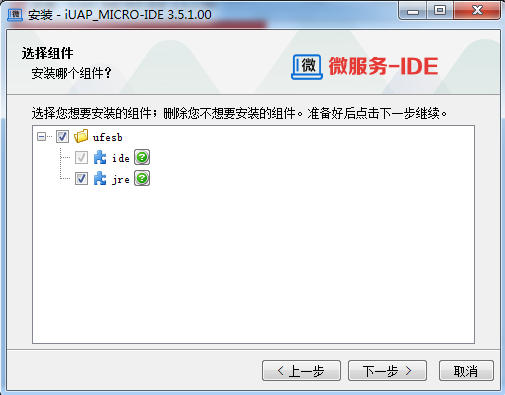 安装 - iUAP_MICRO-IDE 3.5.1.00
选择组件
安装哪个组件?
微
微服务-IDE
选择您想要安装的组件；删除您不想要安装的组件。准备好后点击下一步继续。
ufesb
ide
jre
< 上一步
下一步 >
取消